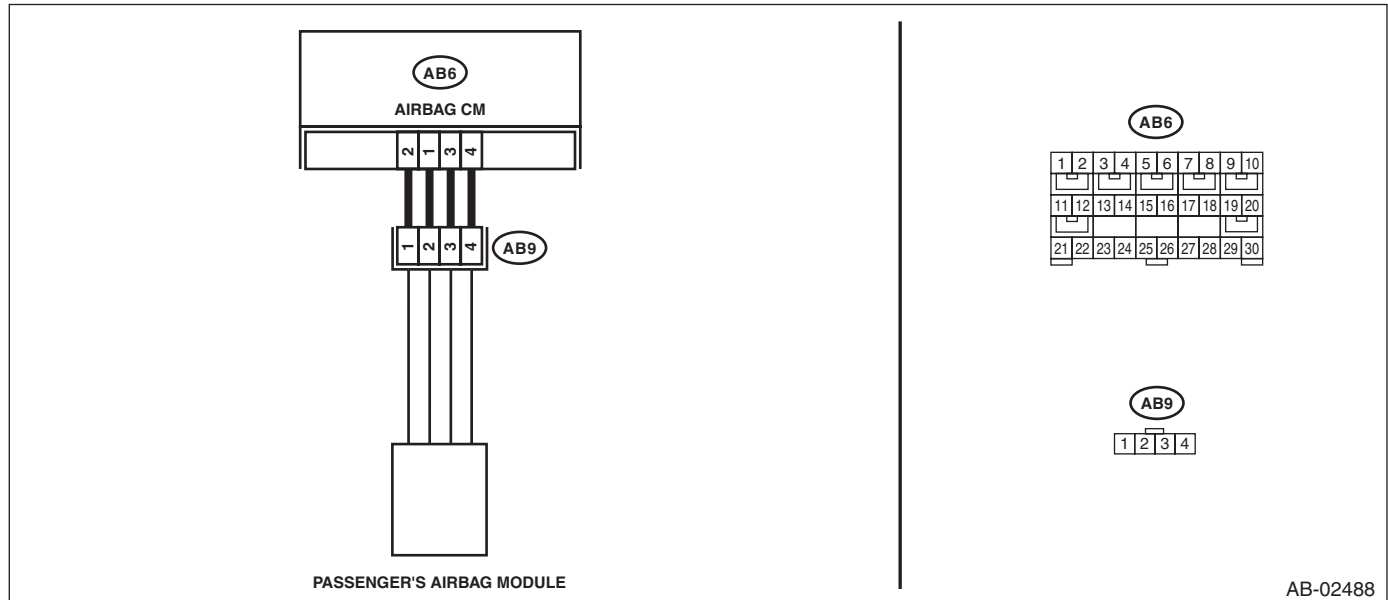 AB6
AIRBAG CM
2 1 3 4
1 2 3 4
AB9
PASSENGER'S AIRBAG MODULE
AB6
1 2 3 4 5 6 7 8 9 10
11 12 13 14 15 16 17 18 19 20
21 22 23 24 25 26 27 28 29 30
AB9
1 2 3 4
AB-02488